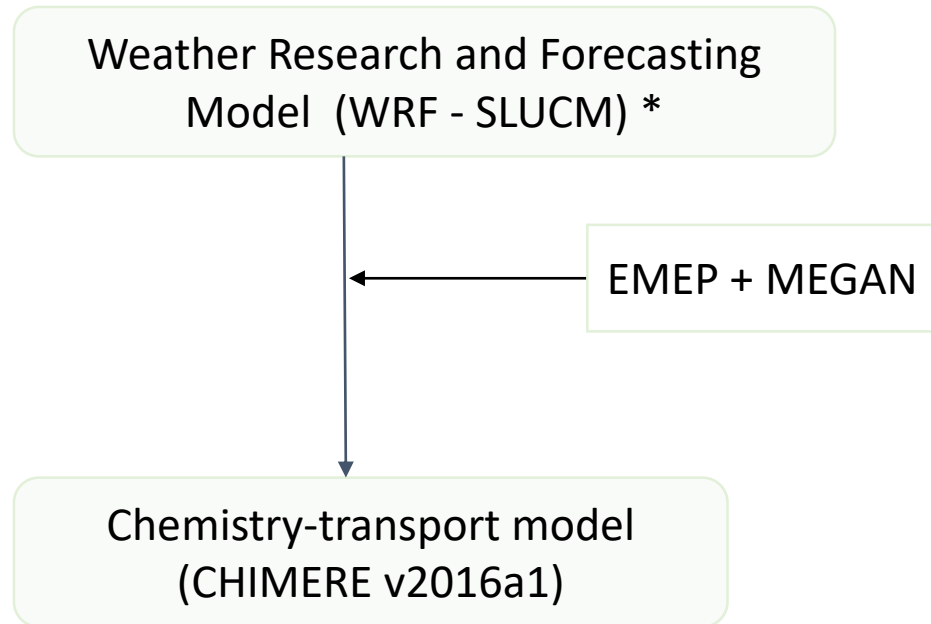 Weather Research and Forecasting
Model (WRF - SLUCM) *
EMEP + MEGAN
Chemistry-transport model
(CHIMERE v2016a1)